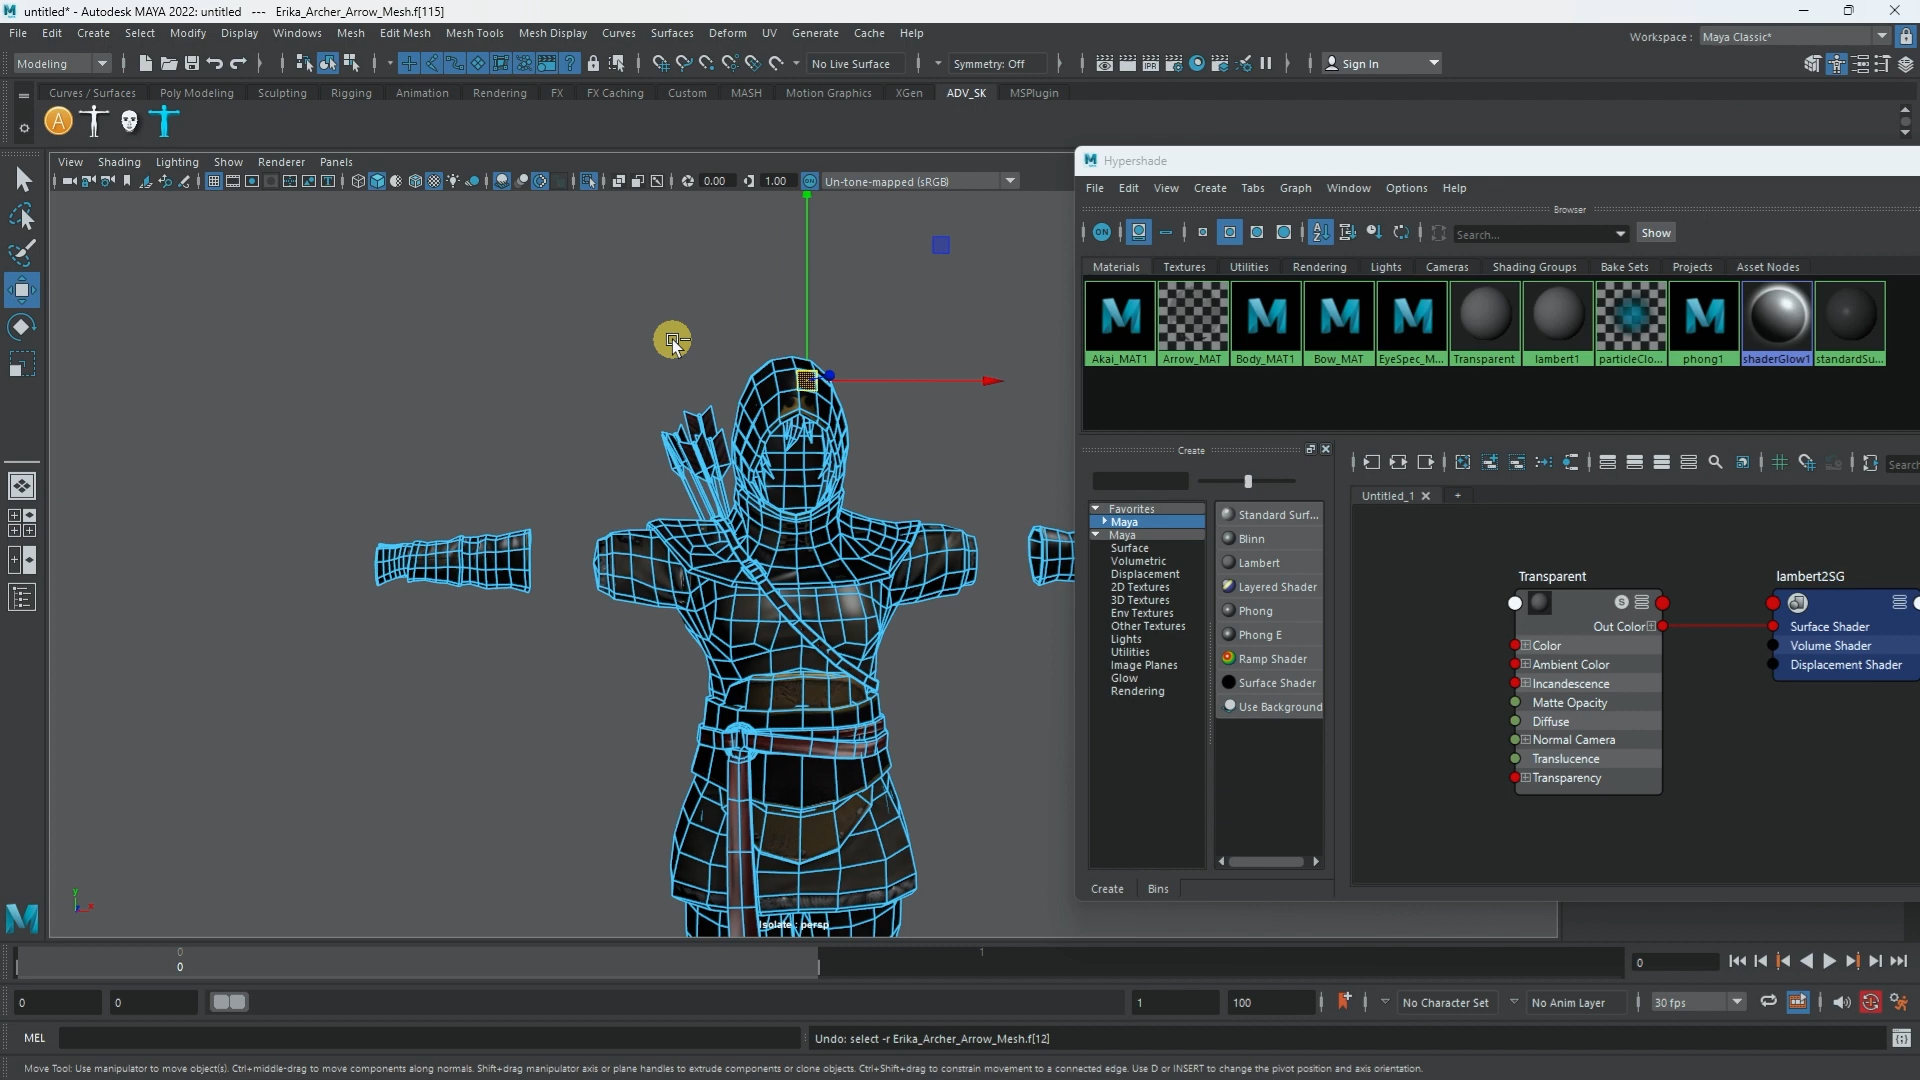 untitled* - Autodesk MAYA 2022: untitled   ---   Erika_Archer_Arrow_Mesh.f[115]
File Edit Create Select Modify Display Windows Mesh Edit Mesh Mesh Tools Mesh Display Curves Surfaces Deform UV Generate Cache Help
Workspace : Maya Classic*
Modeling
No Live Surface
Symmetry: Off
Sign In
Curves / Surfaces Poly Modeling Sculpting Rigging Animation Rendering FX FX Caching Custom MASH Motion Graphics XGen ADV_SK MSPlugin
View Shading Lighting Show Renderer Panels
0.00 1.00 Un-tone-mapped (sRGB)
Isolate : persp
Hypershade
File Edit View Create Tabs Graph Window Options Help
Browser
ON
Search...
Show
Materials Textures Utilities Rendering Lights Cameras Shading Groups Bake Sets Projects Asset Nodes
Akai_MAT1 Arrow_MAT Body_MAT1 Bow_MAT EyeSpec_M... Transparent lambert1 particleClo... phong1 shaderGlow1 standardSu...
Create
Favorites
Maya
Maya
Surface
Volumetric
Displacement
2D Textures
3D Textures
Env Textures
Other Textures
Lights
Utilities
Image Planes
Glow
Rendering
Standard Surf...
Blinn
Lambert
Layered Shader
Phong
Phong E
Ramp Shader
Surface Shader
Use Background
Create Bins
Search
Untitled_1
+
Transparent
Out Color
Color
Ambient Color
Incandescence
Matte Opacity
Diffuse
Normal Camera
Translucence
Transparency
lambert2SG
Surface Shader
Volume Shader
Displacement Shader
0
0
1
0
0
0
1
100
No Character Set
No Anim Layer
30 fps
MEL
Undo: select -r Erika_Archer_Arrow_Mesh.f[12]
Move Tool: Use manipulator to move object(s). Ctrl+middle-drag to move components along normals. Shift+drag manipulator axis or plane handles to extrude components or clone objects. Ctrl+Shift+drag to constrain movement to a connected edge. Use D or INSERT to change the pivot position and axis orientation.